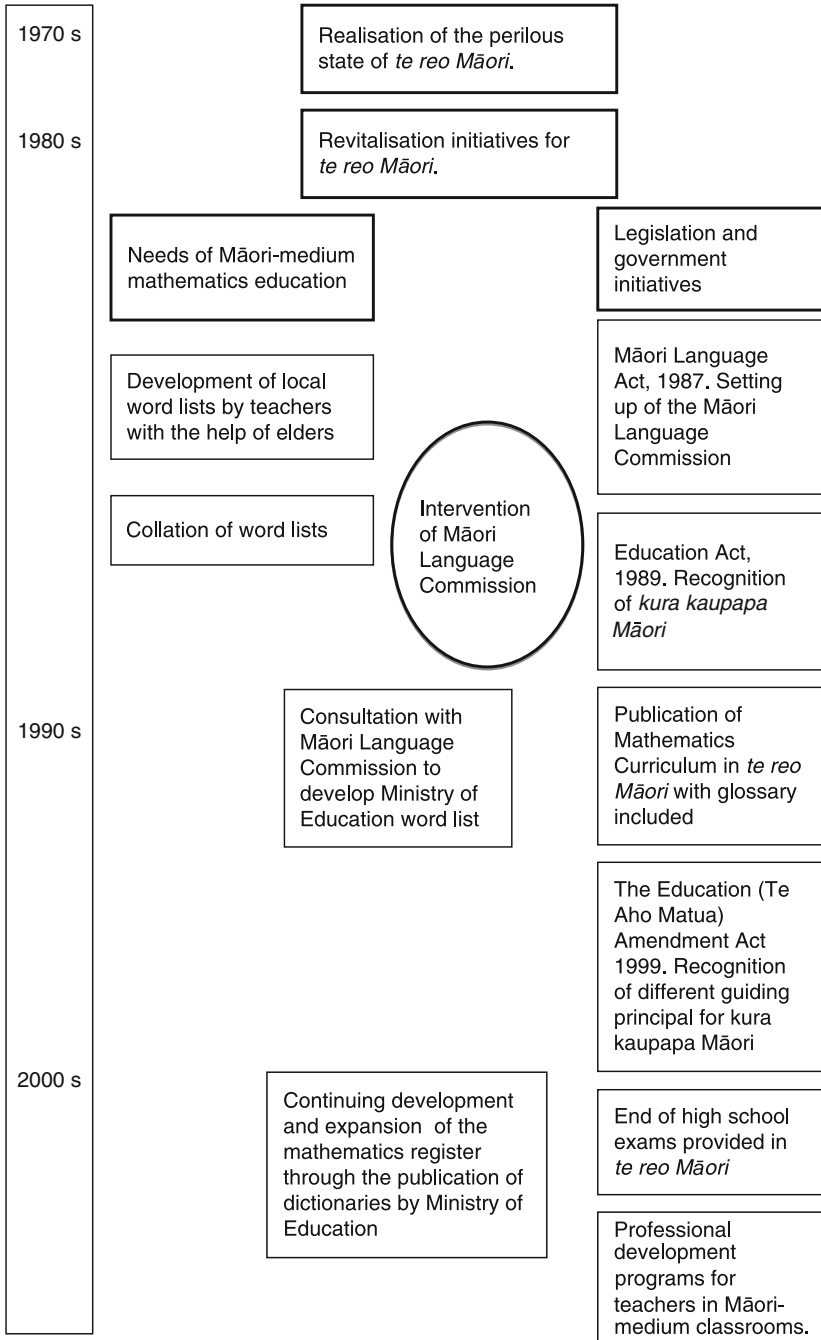 1970 s
Realisation of the perilous
state of te reo Māori.
1980 s
Revitalisation initiatives for
te reo Māori.
Needs of Māori-medium
mathematics education
Legislation and
government
initiatives
Development of local
word lists by teachers
with the help of elders
Māori Language
Act, 1987. Setting
up of the Māori
Language
Commission
Collation of word lists
Intervention
of Māori
Language
Commission
Education Act,
1989. Recognition
of kura kaupapa
Māori
1990 s
Consultation with
Māori Language
Commission to
develop Ministry of
Education word list
Publication of
Mathematics
Curriculum in te reo
Māori with glossary
included
The Education (Te
Aho Matua)
Amendment Act
1999. Recognition
of different guiding
principal for kura
kaupapa Māori
2000 s
Continuing development
and expansion of the
mathematics register
through the publication of
dictionaries by Ministry of
Education
End of high school
exams provided in
te reo Māori
Professional
development
programs for
teachers in Māori-
medium classrooms.